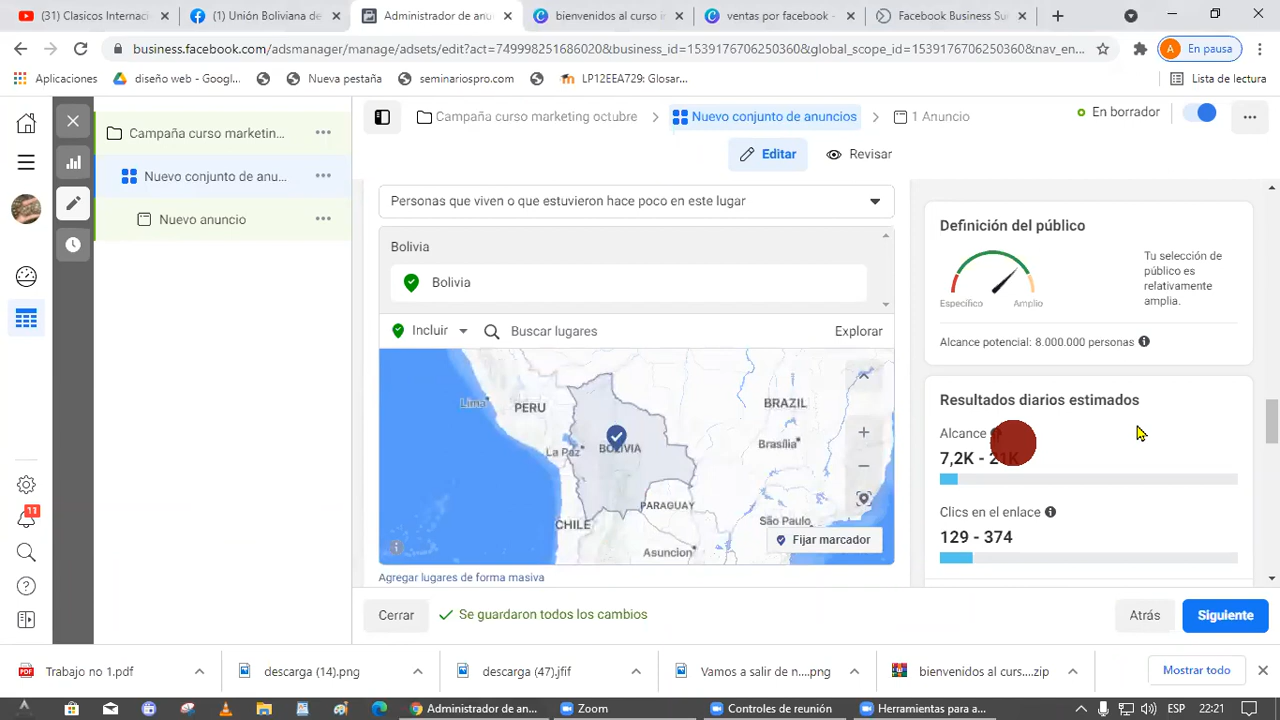 (31) Clasicos Internaci
(1) Unión Boliviana de
Administrador de anu
bienvenidos al curso i
ventas por facebook -
Facebook Business Su
business.facebook.com/adsmanager/manage/adsets/edit?act=749998251686020&business_id=1539176706250360&global_scope_id=1539176706250360&nav_en...
A En pausa
Aplicaciones
diseño web - Googl...
Nueva pestaña
seminariospro.com
LP12EEA729: Glosar...
Lista de lectura
Campaña curso marketin...
Nuevo conjunto de anu...
Nuevo anuncio
11
Campaña curso marketing octubre
Nuevo conjunto de anuncios
1 Anuncio
En borrador
Editar
Revisar
Personas que viven o que estuvieron hace poco en este lugar
Bolivia
Bolivia
Incluir
Buscar lugares
Explorar
Lima
PERU
BRAZIL
Brasília
La Paz
BOLIVIA
PARAGUAY
CHILE
São Paulo
Asuncion
Fijar marcador
Agregar lugares de forma masiva
Definición del público
Específico
Amplio
Tu selección de
público es
relativamente
amplia.
Alcance potencial: 8.000.000 personas
Resultados diarios estimados
Alcance
7,2K - 21K
Clics en el enlace
129 - 374
Cerrar
Se guardaron todos los cambios
Atrás
Siguiente
Trabajo no 1.pdf
descarga (14).png
descarga (47).jfif
Vamos a salir de n....png
bienvenidos al curs....zip
Mostrar todo
Administrador de an...
Zoom
Controles de reunión
Herramientas para a...
ESP
22:21